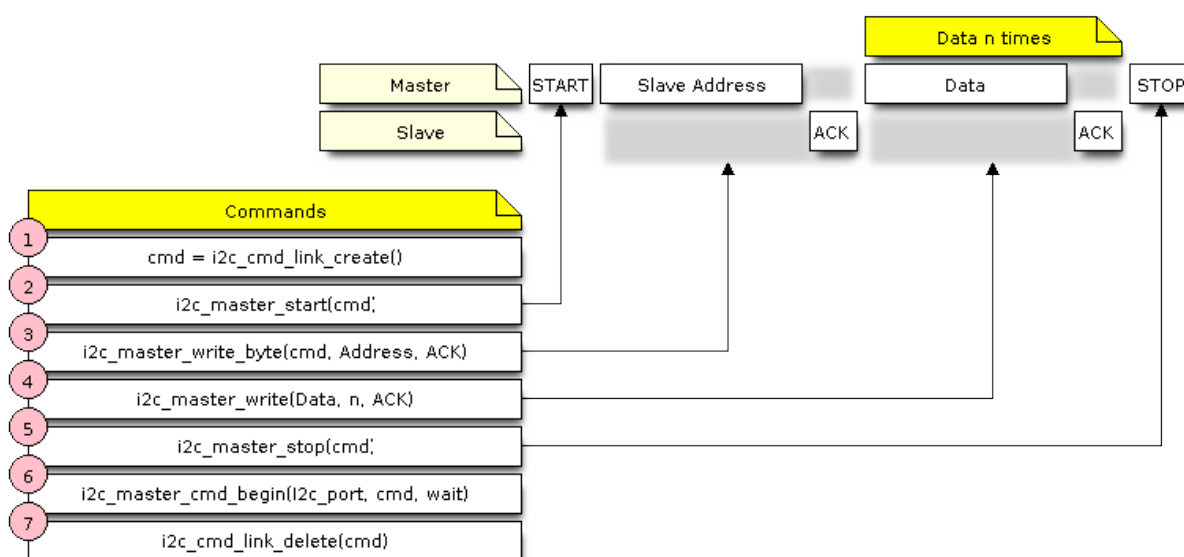 Data n times
Master START Slave Address Data STOP
Slave ACK ACK
Commands
1
cmd = i2c_cmd_link_create()
2
i2c_master_start(cmd;
3
i2c_master_write_byte(cmd, Address, ACK)
4
i2c_master_write(Data, n, ACK)
5
i2c_master_stop(cmd;
6
i2c_master_cmd_begin(I2c_port, cmd, wait)
7
i2c_cmd_link_delete(cmd)